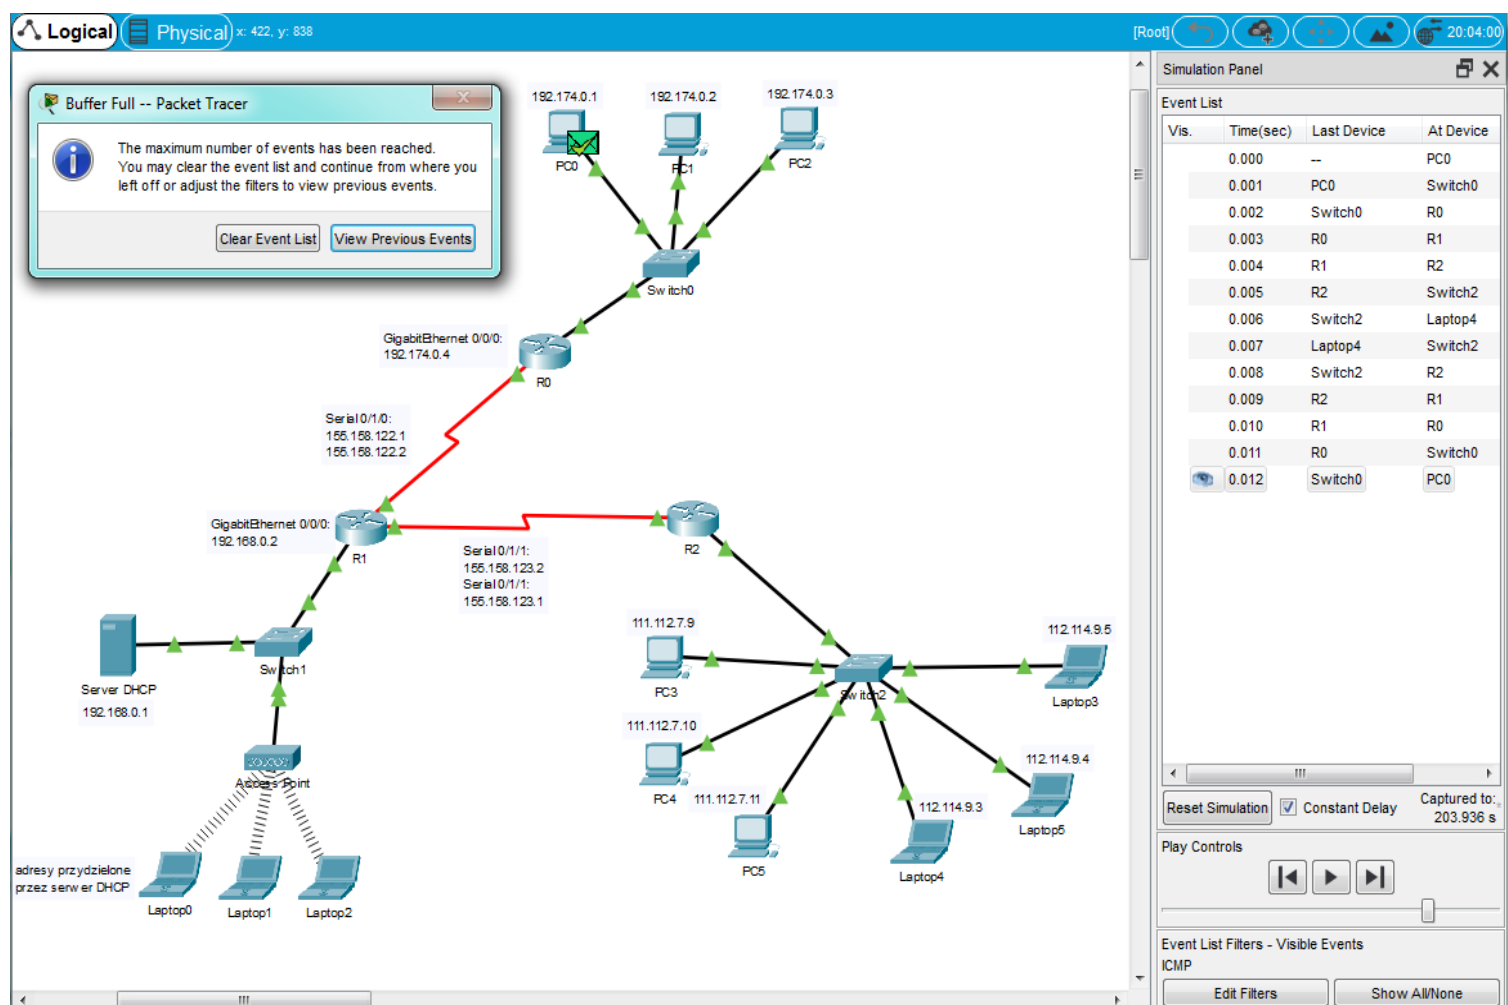 Logical
Physical
x: 422, y: 838
[Root]
20:04:00
Buffer Full -- Packet Tracer
The maximum number of events has been reached.
You may clear the event list and continue from where you
left off or adjust the filters to view previous events.
Clear Event List
View Previous Events
192.174.0.1
192.174.0.2
192.174.0.3
PC0
PC1
PC2
Switch0
GigabitEthernet 0/0/0:
192.174.0.4
R0
Serial 0/1/0:
155.158.122.1
155.158.122.2
GigabitEthernet 0/0/0:
192.168.0.2
R1
R2
Serial 0/1/1:
155.158.123.2
Serial 0/1/1:
155.158.123.1
Server DHCP
192.168.0.1
Switch1
Access Point
adresy przydzielone
przez serwer DHCP
Laptop0
Laptop1
Laptop2
111.112.7.9
PC3
Switch2
112.114.9.5
Laptop3
111.112.7.10
PC4
111.112.7.11
PC5
112.114.9.3
Laptop4
112.114.9.4
Laptop5
Simulation Panel
Event List
Vis. Time(sec) Last Device At Device
0.000 -- PC0
0.001 PC0 Switch0
0.002 Switch0 R0
0.003 R0 R1
0.004 R1 R2
0.005 R2 Switch2
0.006 Switch2 Laptop4
0.007 Laptop4 Switch2
0.008 Switch2 R2
0.009 R2 R1
0.010 R1 R0
0.011 R0 Switch0
0.012 Switch0 PC0
Reset Simulation
Constant Delay
Captured to:
203.936 s
Play Controls
Event List Filters - Visible Events
ICMP
Edit Filters
Show All/None